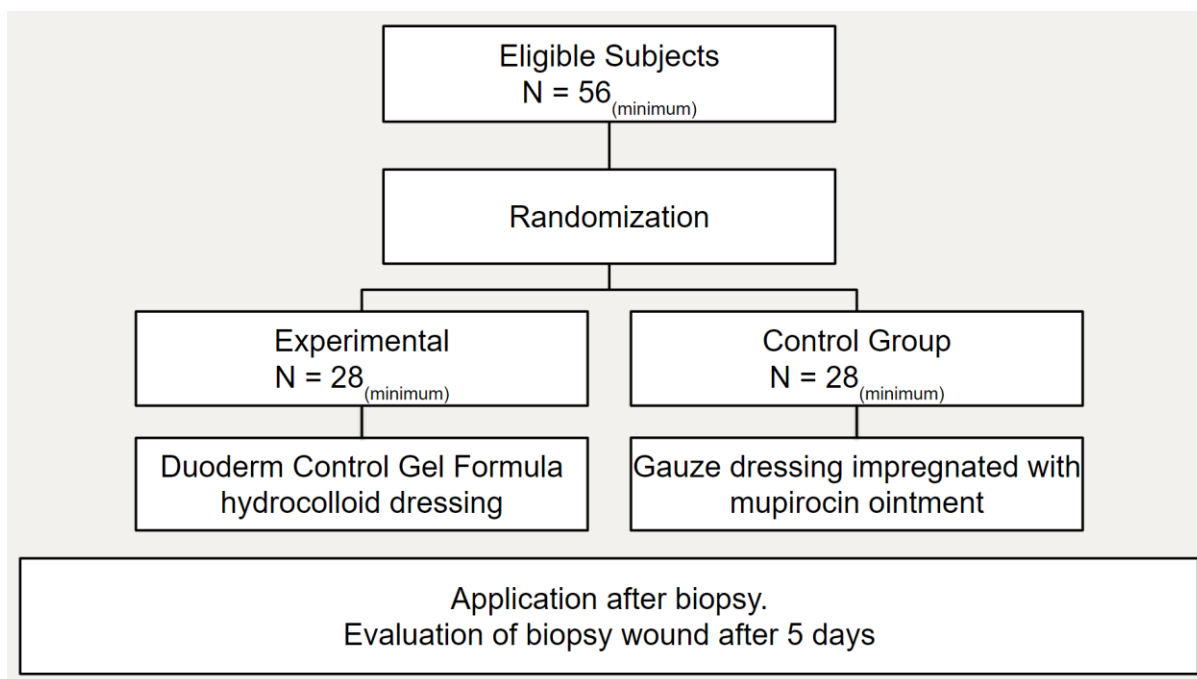 Eligible Subjects
N = 56(minimum)
Randomization
Experimental
N = 28(minimum)
Control Group
N = 28(minimum)
Duoderm Control Gel Formula
hydrocolloid dressing
Gauze dressing impregnated with
mupirocin ointment
Application after biopsy.
Evaluation of biopsy wound after 5 days